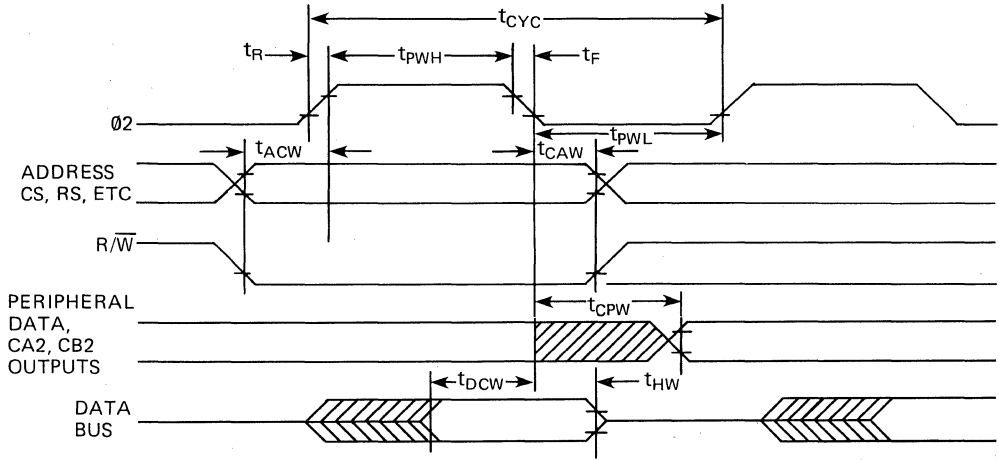 tCYC
tR
tPWH
tF
Ø2
tPWL
tACW
tCAW
ADDRESS
CS, RS, ETC
R/W̅
PERIPHERAL
DATA,
CA2, CB2
OUTPUTS
tCPW
tDCW
tHW
DATA
BUS